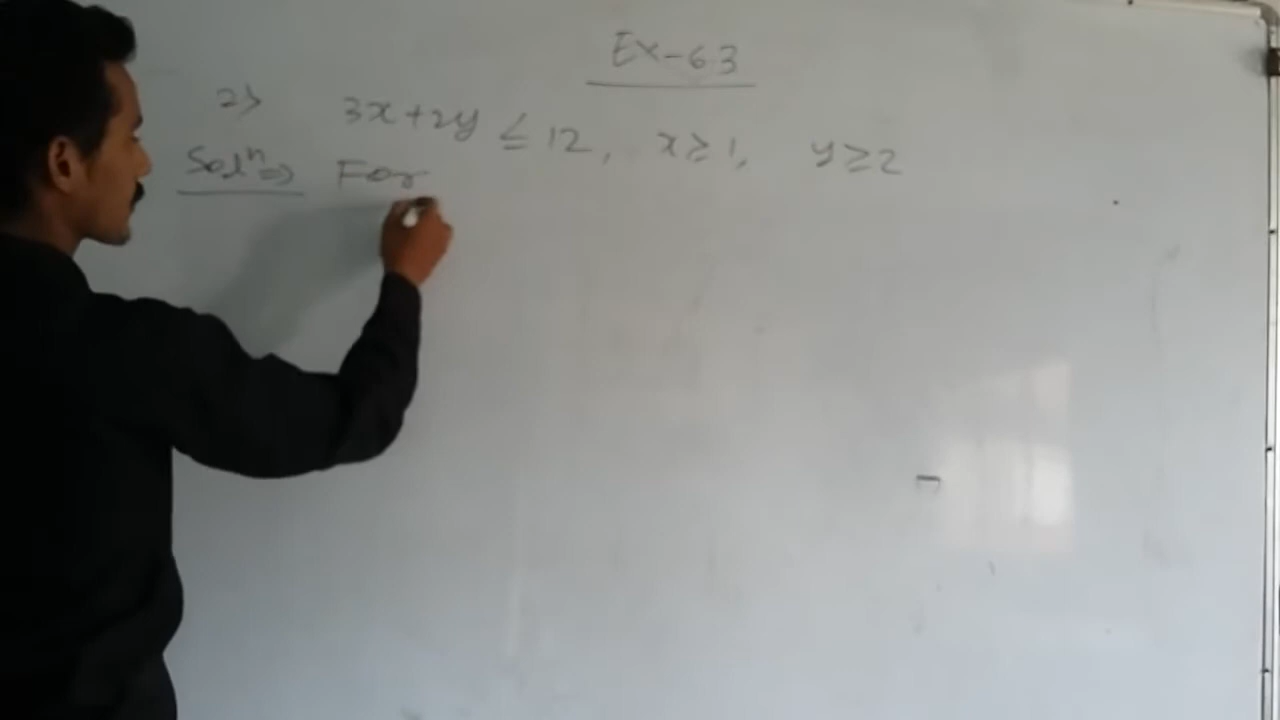 Ex-63
2> 3x+2y ≤ 12, x≥1, y≥2
Solⁿ⇒ For